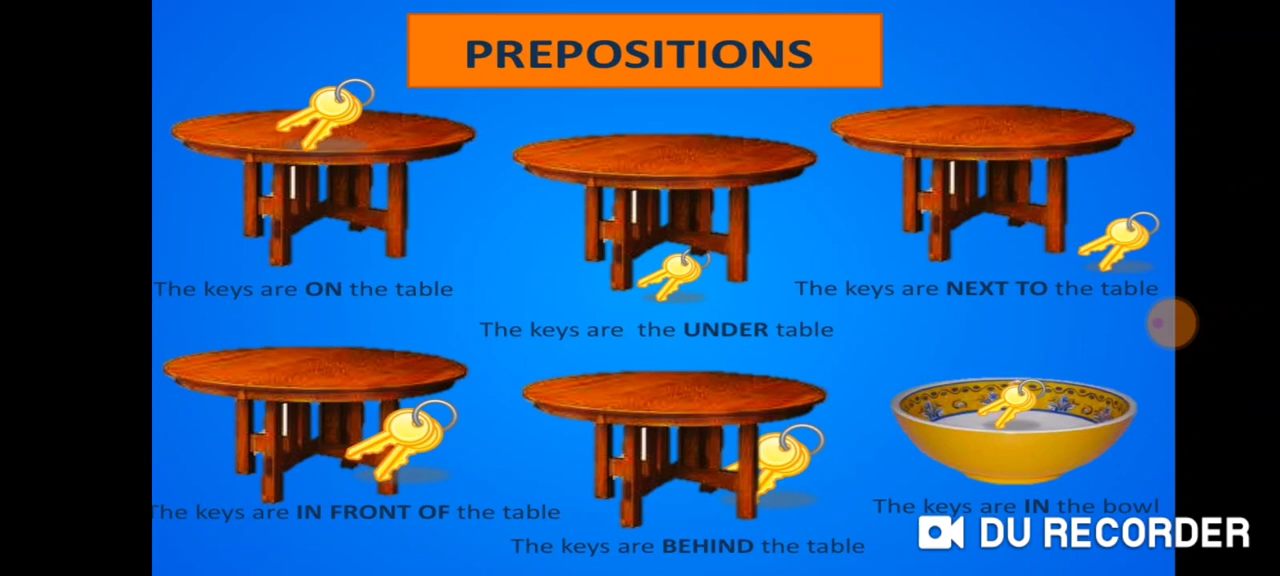 PREPOSITIONS
The keys are ON the table
The keys are the UNDER table
The keys are NEXT TO the table
The keys are IN FRONT OF the table
The keys are BEHIND the table
The keys are IN the bowl
DU RECORDER